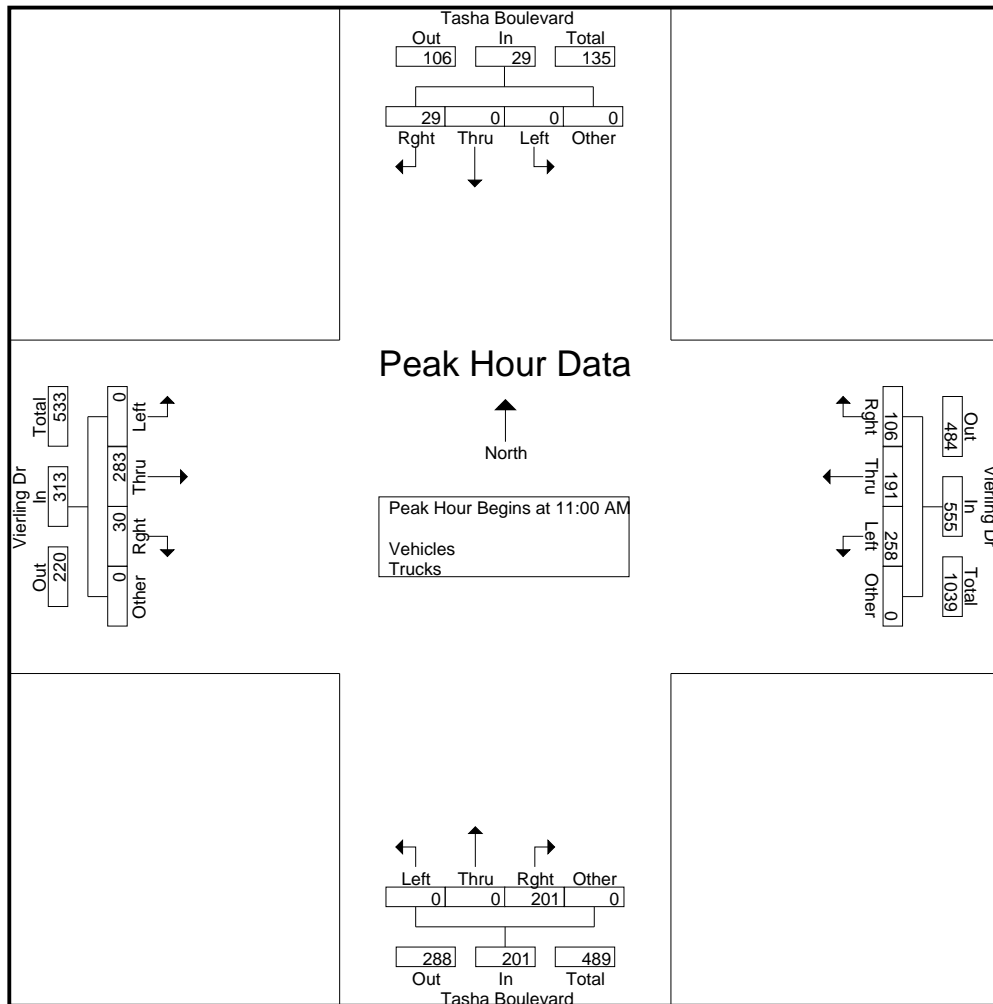 Tasha Boulevard
Out In Total
106 29 135
29 0 0 0
Rght Thru Left Other
Peak Hour Data
North
Peak Hour Begins at 11:00 AM
Vehicles
Trucks
Vierling Dr
Out In Total
220 313 533
Other Rght Thru Left
0 30 283 0
Vierling Dr
Out In Total
484 555 1039
106 191 258 0
Rght Thru Left Other
Left Thru Rght Other
0 0 201 0
288 201 489
Out In Total
Tasha Boulevard